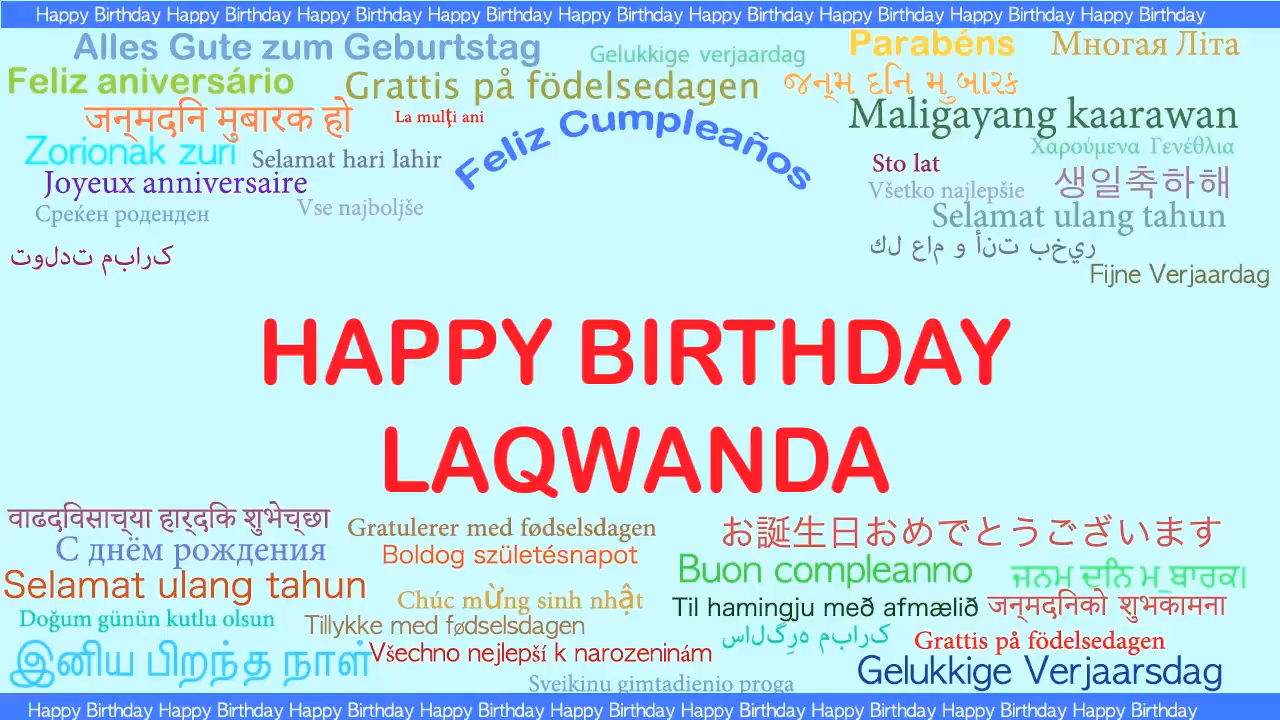 Happy Birthday Happy Birthday Happy Birthday Happy Birthday Happy Birthday Happy Birthday Happy Birthday Happy Birthday Happy Birthday
Alles Gute zum Geburtstag
Gelukkige verjaardag
Parabéns
Многая Літа
Feliz aniversário
Grattis på födelsedagen
જન્મ દિન મુબારક
जन्मदिन मुबारक हो
La mulţi ani
Feliz Cumpleaños
Maligayang kaarawan
Zorionak zuri
Selamat hari lahir
Sto lat
Χαρούμενα Γενέθλια
Joyeux anniversaire
Vse najboljše
Všetko najlepšie
생일축하해
Среќен роденден
Selamat ulang tahun
تولدت مبارک
كل عام و أنت بخير
Fijne Verjaardag
HAPPY BIRTHDAY
LAQWANDA
वाढदिवसाच्या हार्दिक शुभेच्छा
Gratulerer med fødselsdagen
お誕生日おめでとうございます
С днём рождения
Boldog születésnapot
Buon compleanno
ਜਨਮ ਦਿਨ ਮੁਬਾਰਕ।
Selamat ulang tahun
Chúc mừng sinh nhật
Til hamingju með afmælið
जन्मदिनको शुभकामना
Doğum günün kutlu olsun
Tillykke med fødselsdagen
سالگِرہ مبارک
Grattis på födelsedagen
இனிய பிறந்த நாள்
Všechno nejlepší k narozeninám
Gelukkige Verjaarsdag
Sveikinu gimtadienio proga
Happy Birthday Happy Birthday Happy Birthday Happy Birthday Happy Birthday Happy Birthday Happy Birthday Happy Birthday Happy Birthday